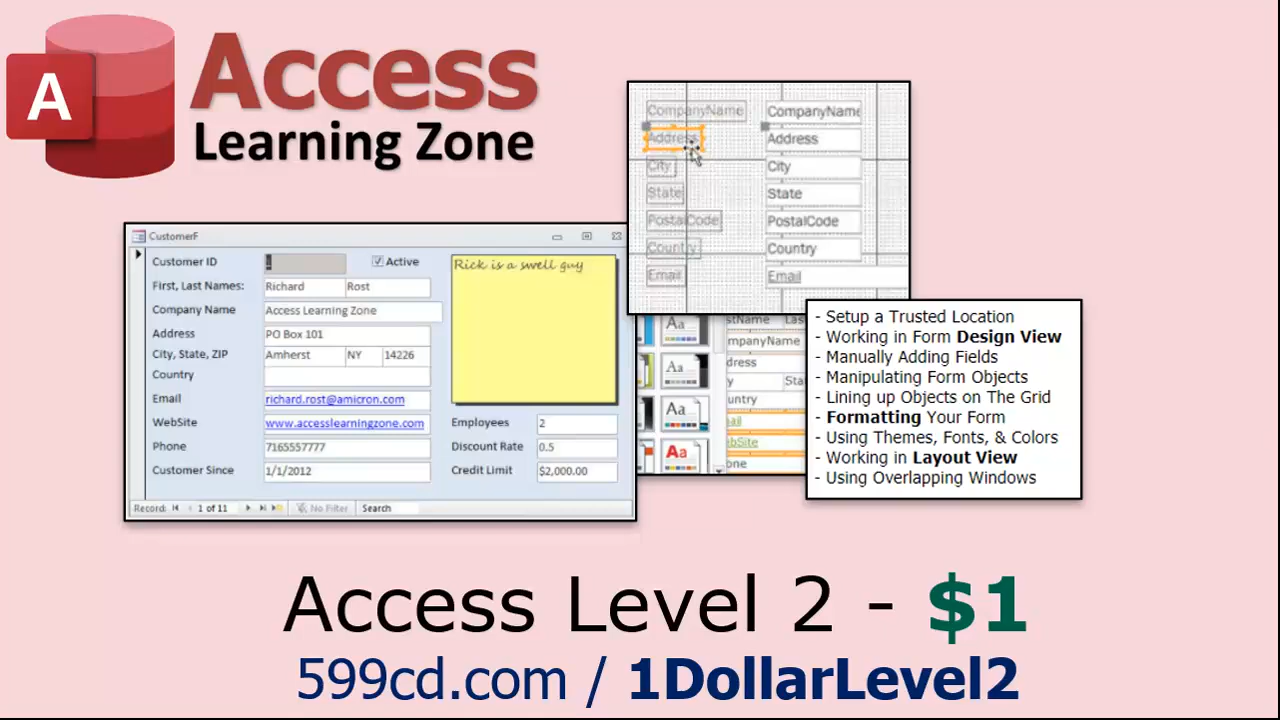 A
Access
Learning Zone
CustomerF
Customer ID
Active
First, Last Names: Richard Rost
Company Name Access Learning Zone
Address PO Box 101
City, State, ZIP Amherst NY 14226
Country
Email richard.rost@amicron.com
WebSite www.accesslearningzone.com
Phone 7165557777
Customer Since 1/1/2012
Rick is a swell guy
Employees 2
Discount Rate 0.5
Credit Limit $2,000.00
Record: 1 of 11 No Filter Search
CompanyName CompanyName
Address Address
City City
State State
PostalCode PostalCode
Country Country
Email Email
Aa
Aa
Aa
Aa
- Setup a Trusted Location
- Working in Form Design View
- Manually Adding Fields
- Manipulating Form Objects
- Lining up Objects on The Grid
- Formatting Your Form
- Using Themes, Fonts, & Colors
- Working in Layout View
- Using Overlapping Windows
Access Level 2 - $1
599cd.com / 1DollarLevel2